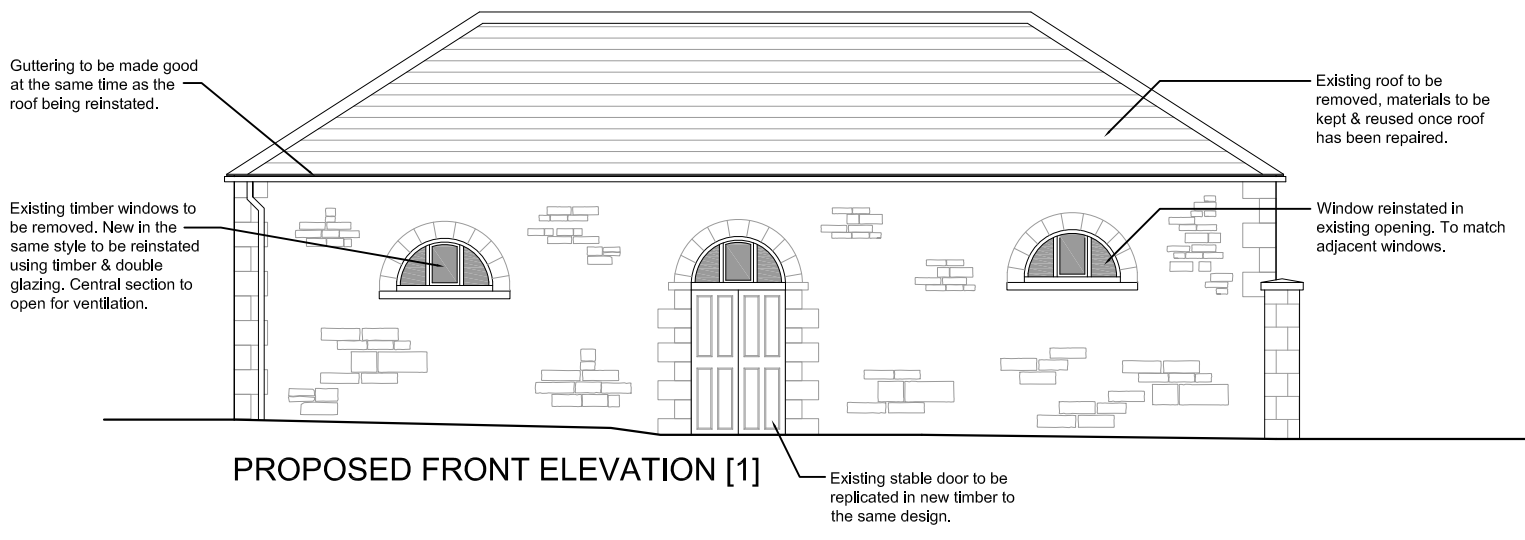 Guttering to be made good
at the same time as the
roof being reinstated.
Existing roof to be
removed, materials to be
kept & reused once roof
has been repaired.
Existing timber windows to
be removed. New in the
same style to be reinstated
using timber & double
glazing. Central section to
open for ventilation.
Window reinstated in
existing opening. To match
adjacent windows.
PROPOSED FRONT ELEVATION [1]
Existing stable door to be
replicated in new timber to
the same design.